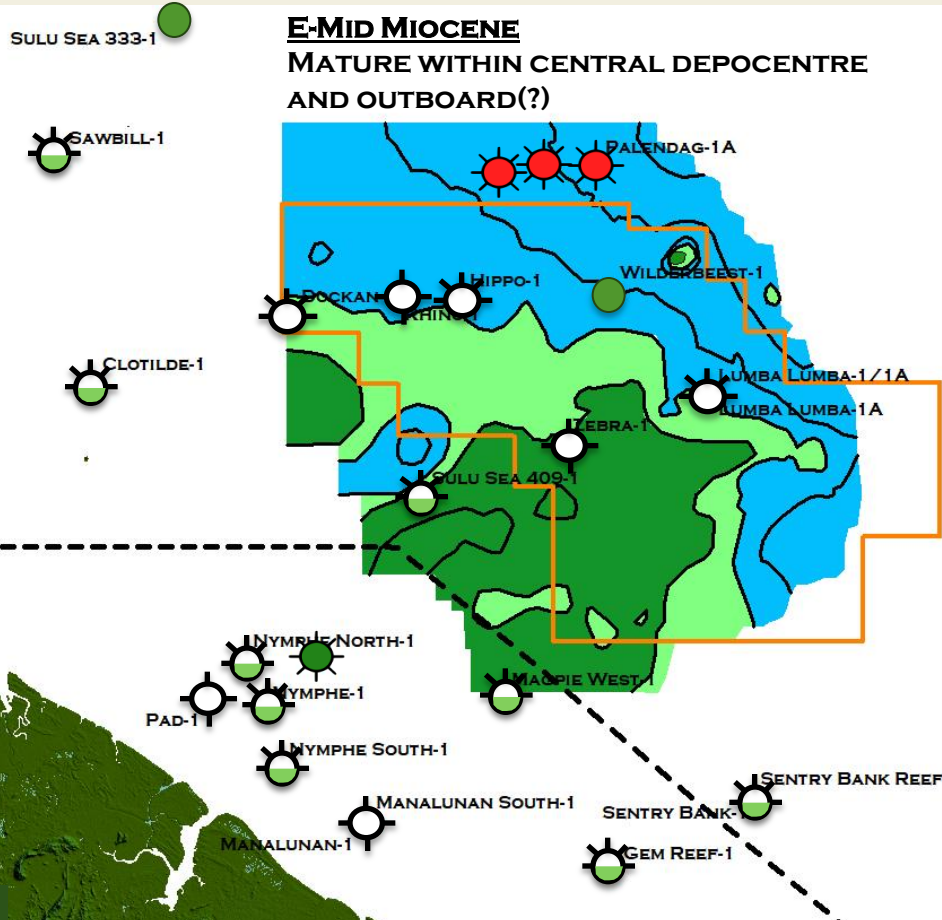 E-Mid Miocene
Mature within central depocentre
and outboard(?)
Sulu Sea 333-1
Sawbill-1
Palendag-1A
Wilderbeest-1
Hippo-1
Dockan
Rhino-1
Clotilde-1
Lumba Lumba-1/1A
Lumba Lumba-1A
Zebra-1
Sulu Sea 409-1
Nymphe North-1
Nymphe-1
Magpie West-1
Pad-1
Nymphe South-1
Sentry Bank Reef
Manalunan South-1
Sentry Bank-1
Manalunan-1
Gem Reef-1